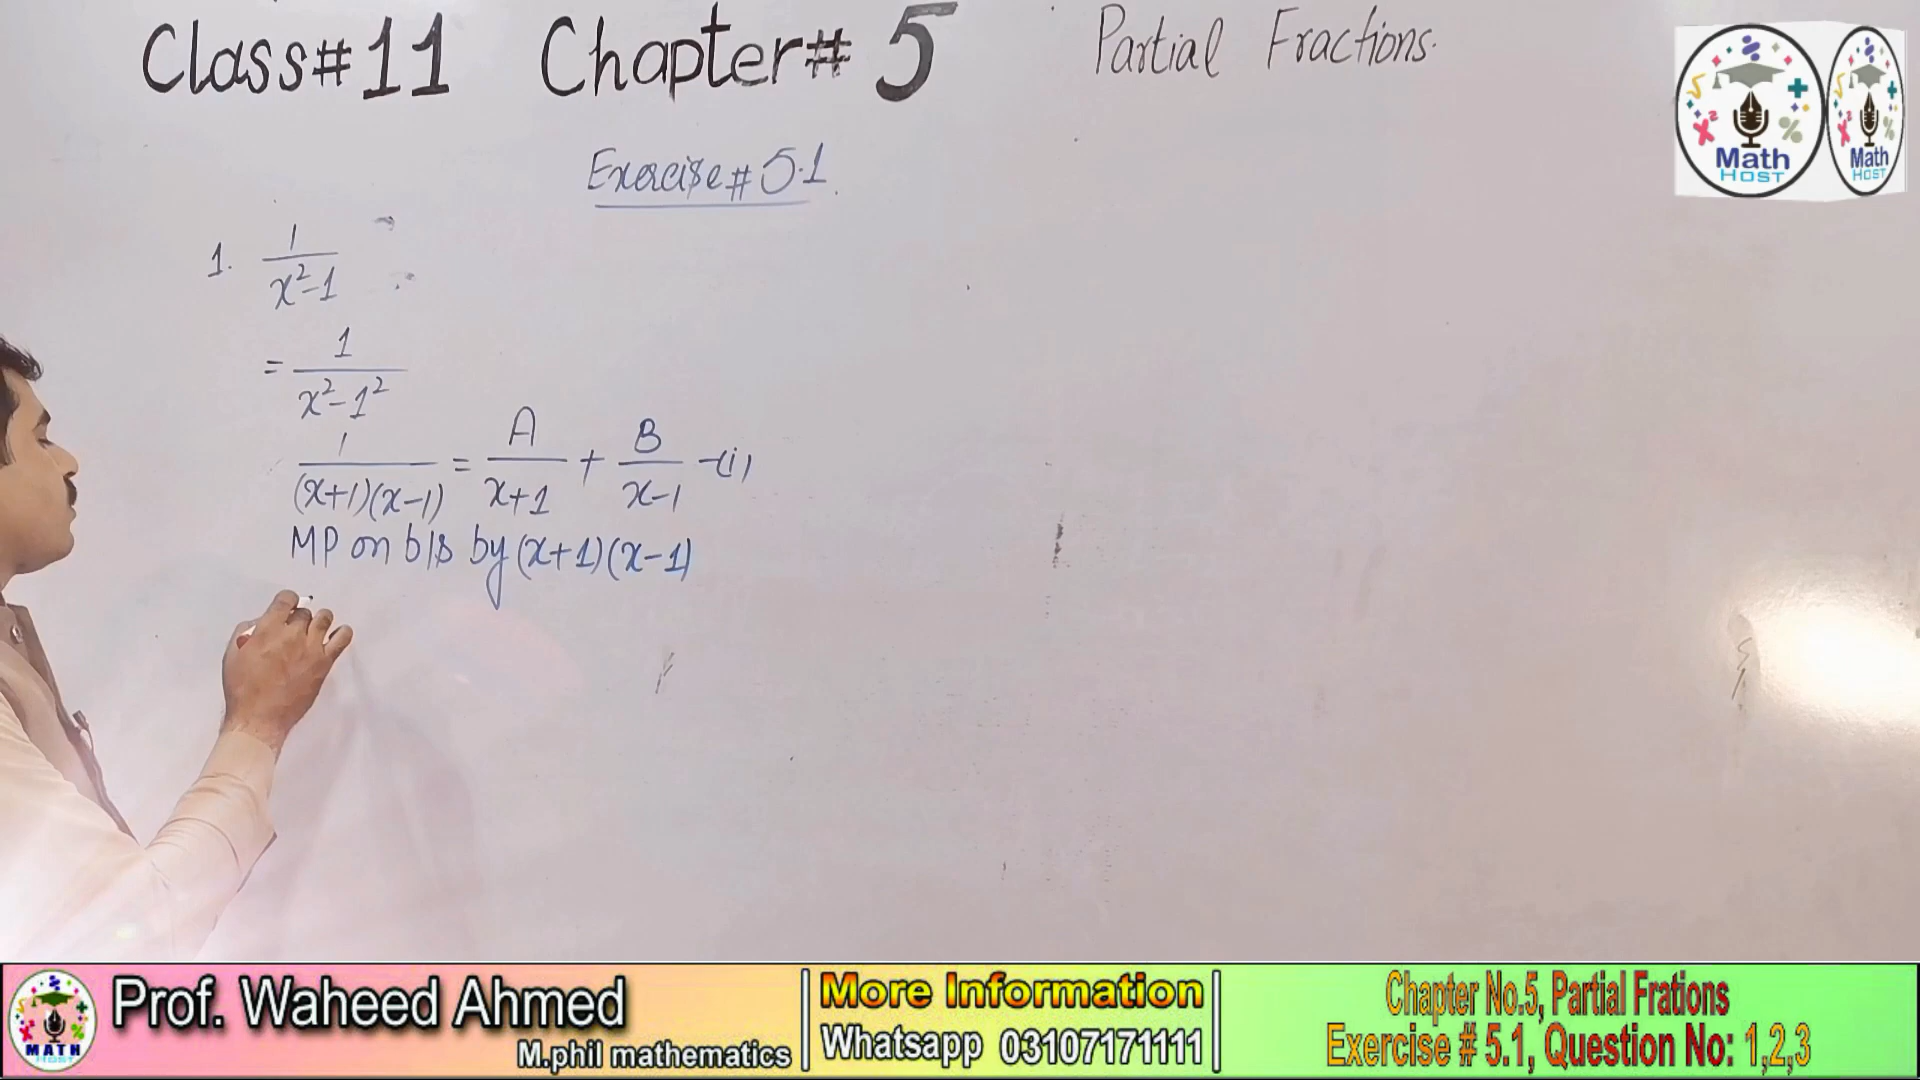 Class#11 Chapter# 5 Partial Fractions.
Math
HOST
Math
HOST
Exercise# 5.1
1. 1/(x²-1)
= 1/(x²-1²)
1/((x+1)(x-1)) = A/(x+1) + B/(x-1) -(i)
MP on b/s by (x+1)(x-1)
MATH
HOST
Prof. Waheed Ahmed
M.phil mathematics
More Information
Whatsapp 03107171111
Chapter No.5, Partial Frations
Exercise # 5.1, Question No: 1,2,3